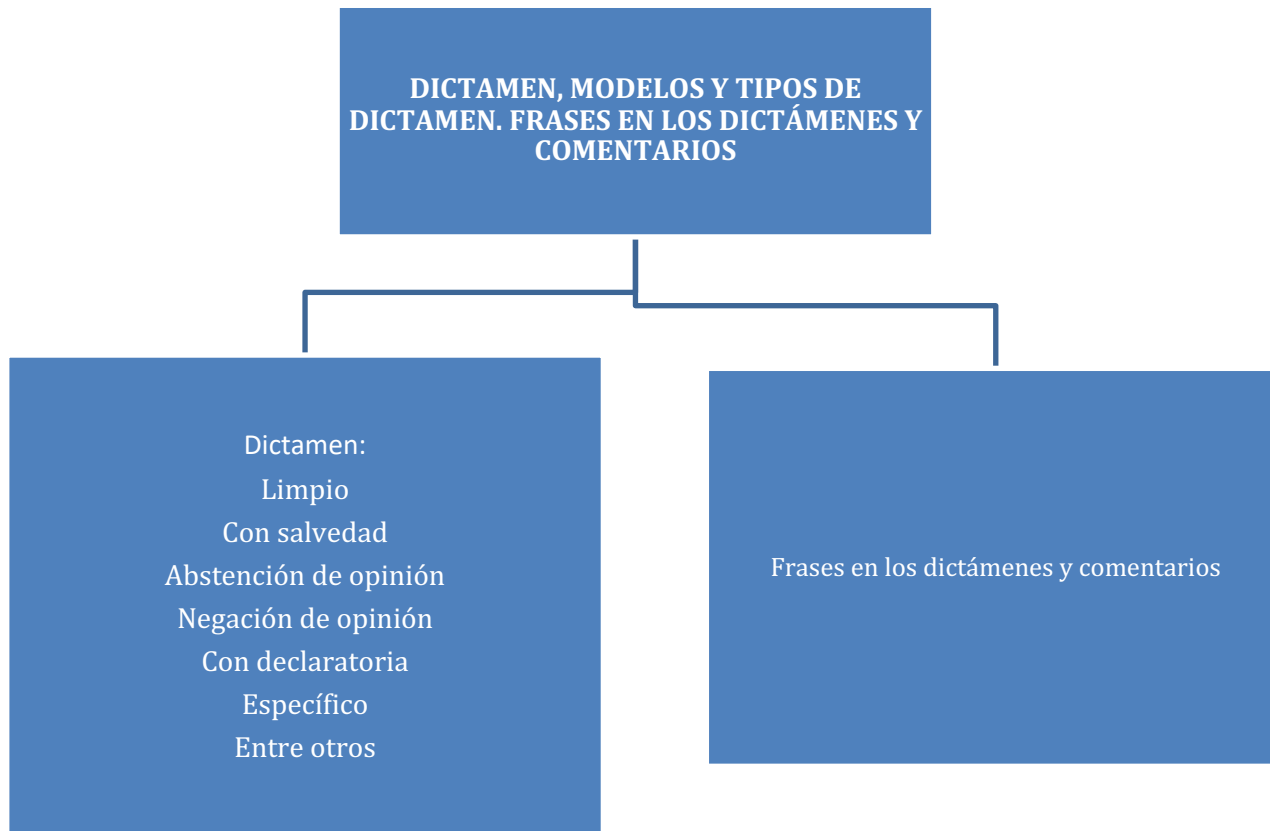 DICTAMEN, MODELOS Y TIPOS DE
DICTAMEN. FRASES EN LOS DICTÁMENES Y
COMENTARIOS
Dictamen:
Limpio
Con salvedad
Abstención de opinión
Negación de opinión
Con declaratoria
Específico
Entre otros
Frases en los dictámenes y comentarios